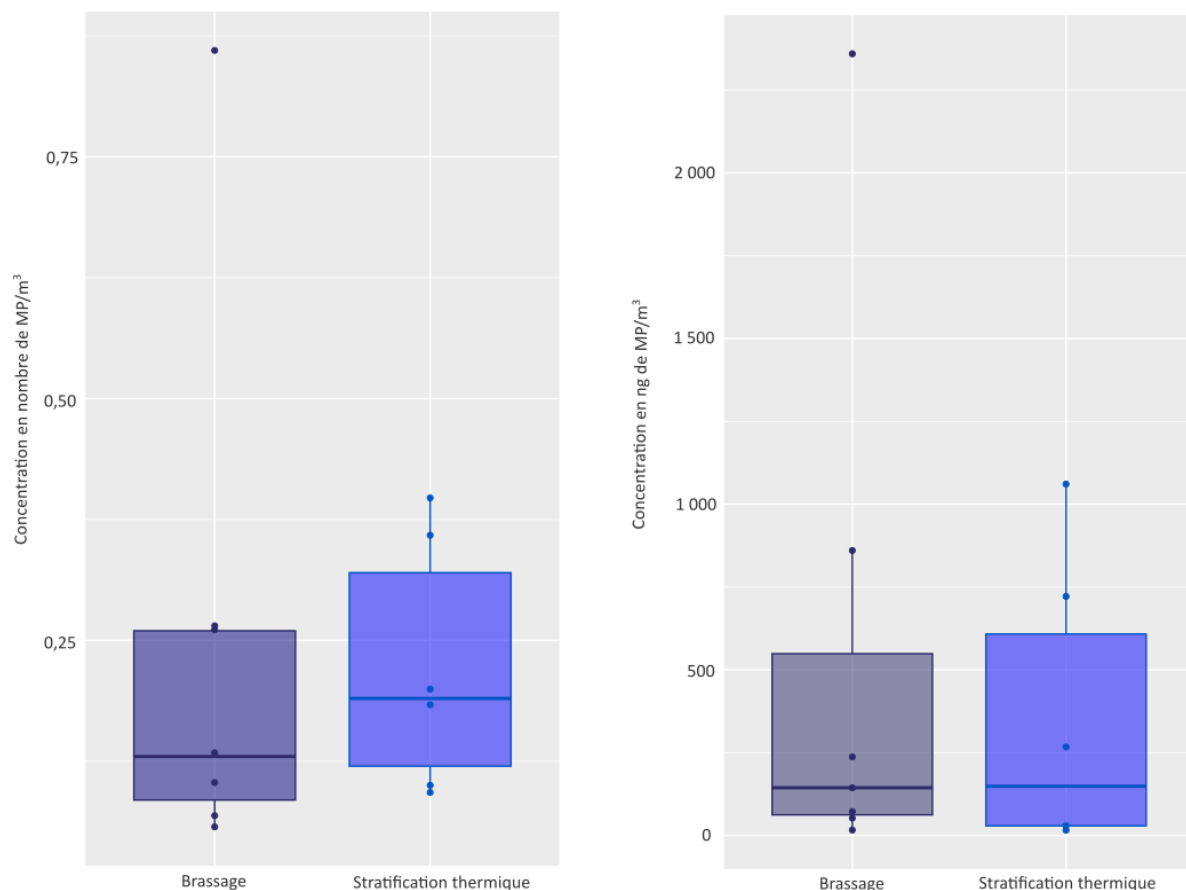 Concentration en nombre de MP/m³
0,75
0,50
0,25
Brassage
Stratification thermique
Concentration en ng de MP/m³
2 000
1 500
1 000
500
0
Brassage
Stratification thermique